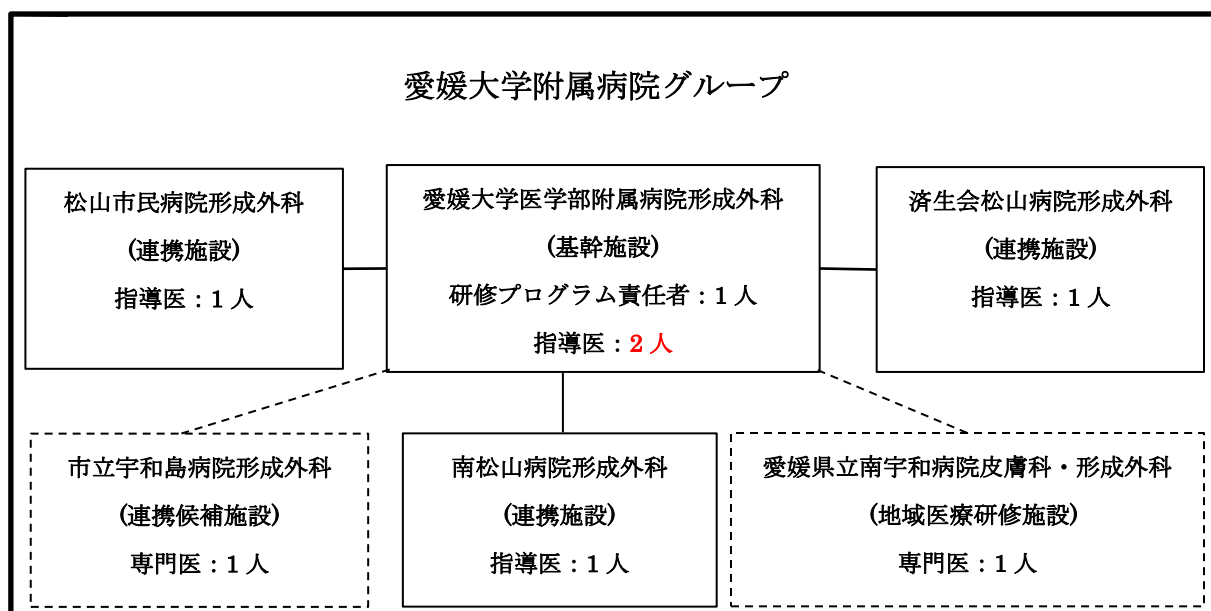 愛媛大学附属病院グループ
松山市民病院形成外科
(連携施設)
指導医：1 人
愛媛大学医学部附属病院形成外科
(基幹施設)
研修プログラム責任者：1 人
指導医：2 人
済生会松山病院形成外科
(連携施設)
指導医：1 人
市立宇和島病院形成外科
(連携候補施設)
専門医：1 人
南松山病院形成外科
(連携施設)
指導医：1 人
愛媛県立南宇和病院皮膚科・形成外科
(地域医療研修施設)
専門医：1 人